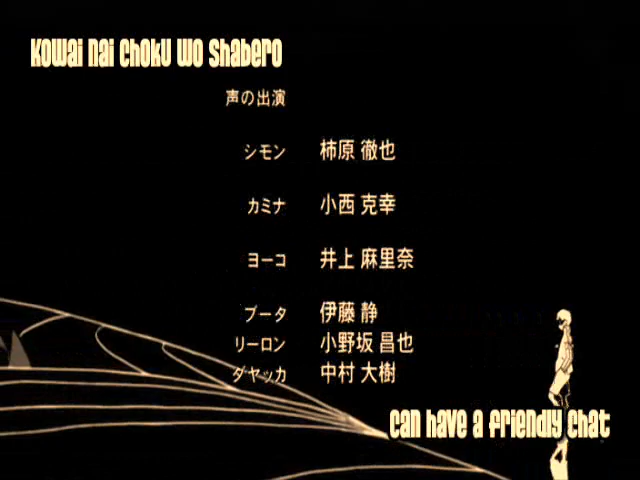 Kowai nai choku wo shabero
声の出演
シモン 柿原 徹也
カミナ 小西 克幸
ヨーコ 井上 麻里奈
ブータ 伊藤 静
リーロン 小野坂 昌也
ダヤッカ 中村 大樹
can have a friendly chat